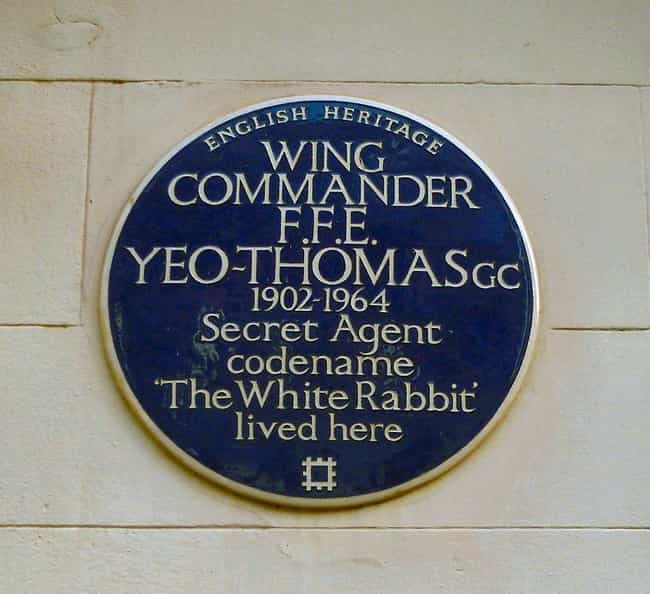 ENGLISH HERITAGE
WING
COMMANDER
F.F.E.
YEO-THOMAS GC
1902-1964
Secret Agent
codename
'The White Rabbit'
lived here